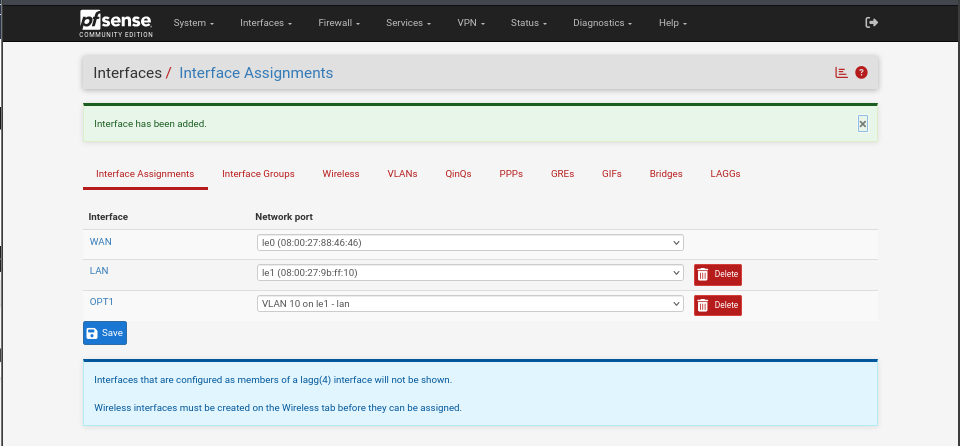 pfsense
COMMUNITY EDITION
System Interfaces Firewall Services VPN Status Diagnostics Help
Interfaces / Interface Assignments
Interface has been added.
×
Interface Assignments Interface Groups Wireless VLANs QinQs PPPs GREs GIFs Bridges LAGGs
Interface Network port
WAN le0 (08:00:27:88:46:46)
LAN le1 (08:00:27:9b:ff:10) Delete
OPT1 VLAN 10 on le1 - lan Delete
Save
Interfaces that are configured as members of a lagg(4) interface will not be shown.
Wireless interfaces must be created on the Wireless tab before they can be assigned.